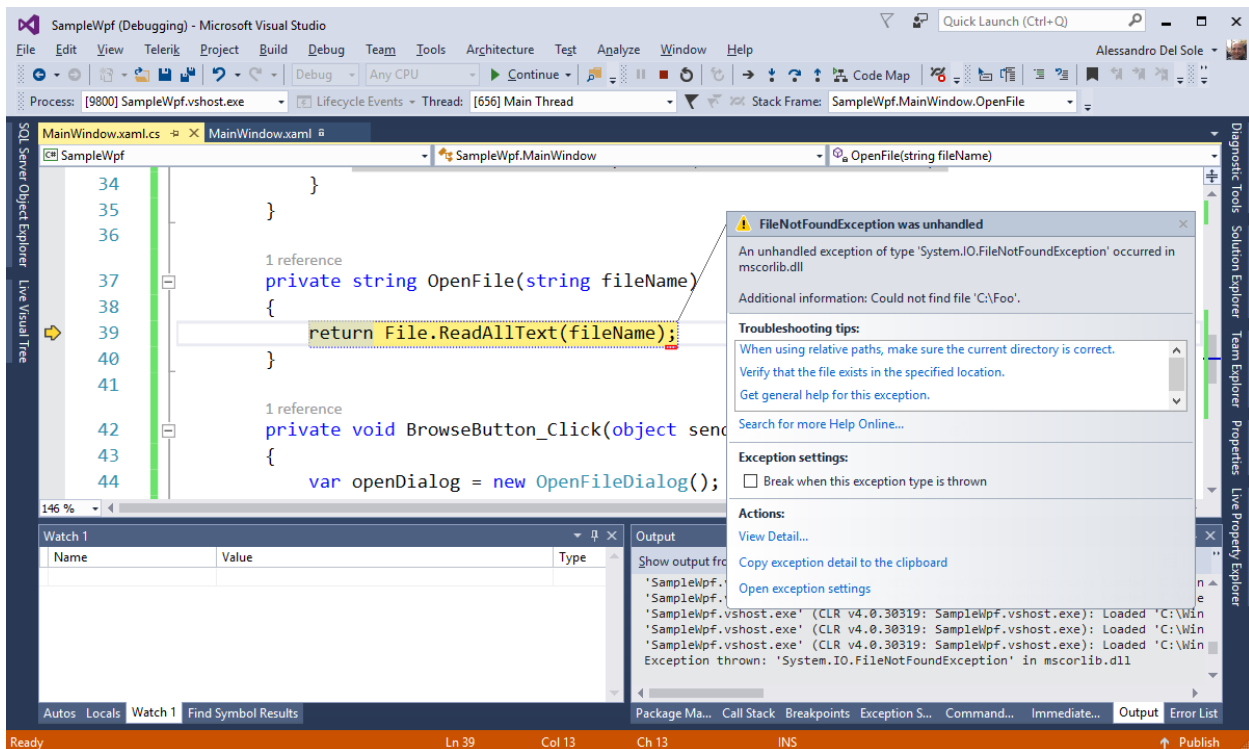 SampleWpf (Debugging) - Microsoft Visual Studio
Quick Launch (Ctrl+Q)
File Edit View Telerik Project Build Debug Team Tools Architecture Test Analyze Window Help
Alessandro Del Sole
Debug Any CPU Continue Code Map
Process: [9800] SampleWpf.vshost.exe Lifecycle Events Thread: [656] Main Thread Stack Frame: SampleWpf.MainWindow.OpenFile
SQL Server Object Explorer
Live Visual Tree
MainWindow.xaml.cs MainWindow.xaml
C# SampleWpf SampleWpf.MainWindow OpenFile(string fileName)
34 }
35 }
36
1 reference
37 private string OpenFile(string fileName)
38 {
39 return File.ReadAllText(fileName);
40 }
41
1 reference
42 private void BrowseButton_Click(object send
43 {
44 var openDialog = new OpenFileDialog();
146 %
FileNotFoundException was unhandled
An unhandled exception of type 'System.IO.FileNotFoundException' occurred in
mscorlib.dll
Additional information: Could not find file 'C:\Foo'.
Troubleshooting tips:
When using relative paths, make sure the current directory is correct.
Verify that the file exists in the specified location.
Get general help for this exception.
Search for more Help Online...
Exception settings:
Break when this exception type is thrown
Actions:
View Detail...
Copy exception detail to the clipboard
Open exception settings
Diagnostic Tools
Solution Explorer
Team Explorer
Properties
Live Property Explorer
Watch 1
Name Value Type
Autos Locals Watch 1 Find Symbol Results
Output
Show output fro
'SampleWpf.
'SampleWpf.
'SampleWpf.vshost.exe' (CLR v4.0.30319: SampleWpf.vshost.exe): Loaded 'C:\Win
'SampleWpf.vshost.exe' (CLR v4.0.30319: SampleWpf.vshost.exe): Loaded 'C:\Win
'SampleWpf.vshost.exe' (CLR v4.0.30319: SampleWpf.vshost.exe): Loaded 'C:\Win
Exception thrown: 'System.IO.FileNotFoundException' in mscorlib.dll
Package Ma... Call Stack Breakpoints Exception S... Command... Immediate... Output Error List
Ready Ln 39 Col 13 Ch 13 INS Publish